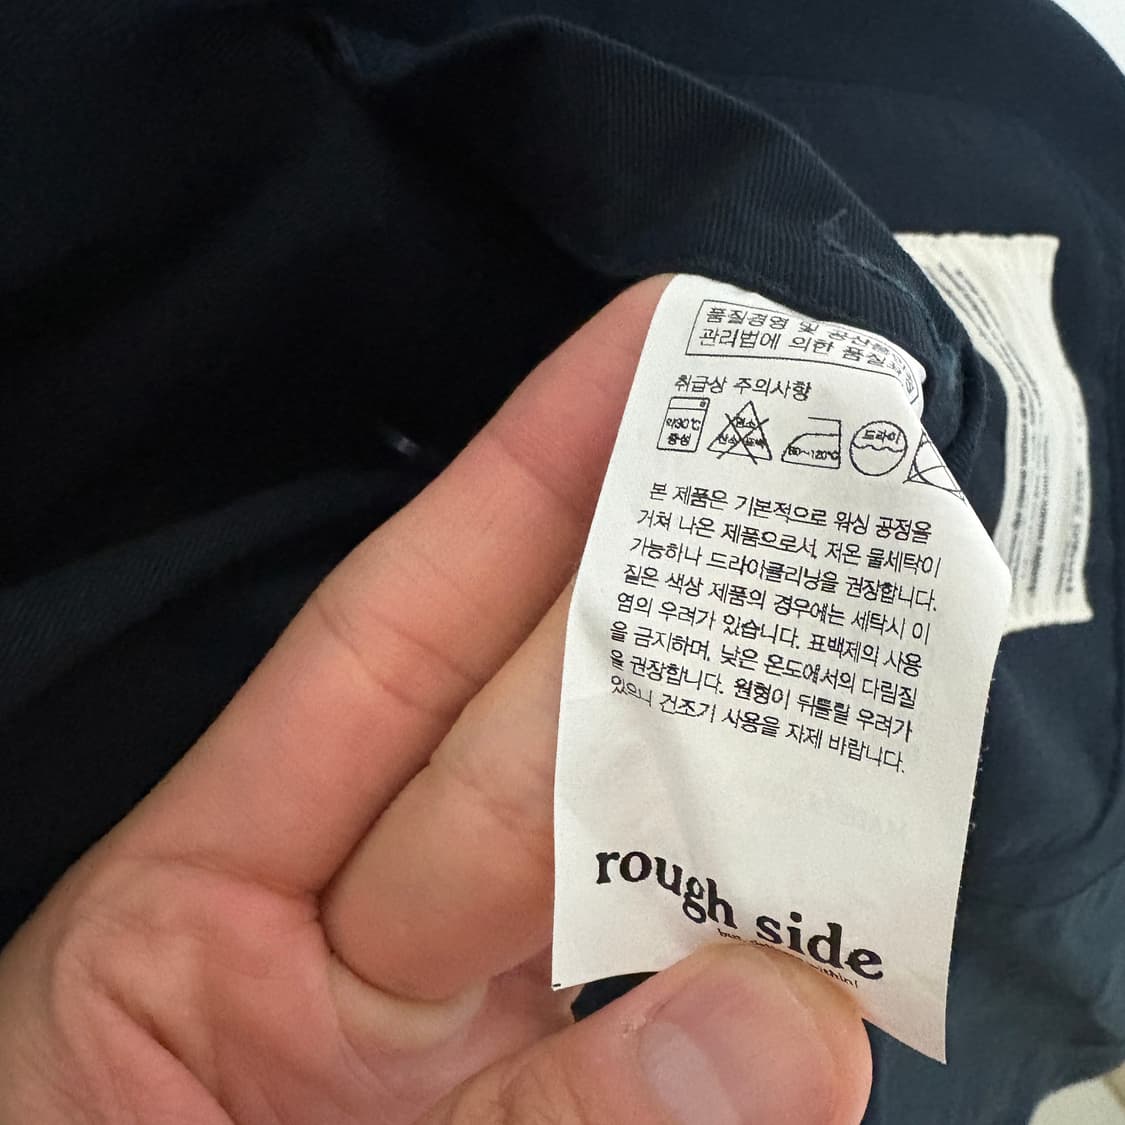 품질경영 및 공산품
관리법에 의한 품질
취급상 주의사항
약30℃
중성
염소
드라이
80~120℃
본 제품은 기본적으로 워싱 공정을
거쳐 나온 제품으로서, 저온 물세탁이
가능하나 드라이클리닝을 권장합니다.
짙은 색상 제품의 경우에는 세탁시 이
염의 우려가 있습니다. 표백제의 사용
을 금지하며, 낮은 온도에서의 다림질
을 권장합니다. 원형이 뒤틀릴 우려가
있으니 건조기 사용을 자제 바랍니다.
rough side